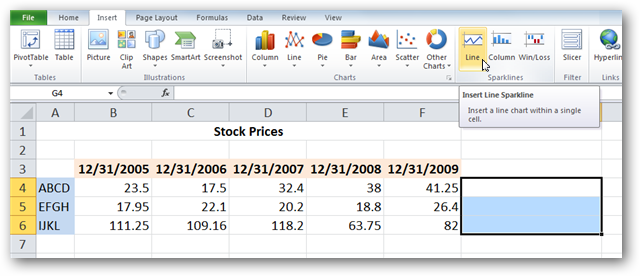 File Home Insert Page Layout Formulas Data Review View
PivotTable Table Picture Clip Art Shapes SmartArt Screenshot Column Line Pie Bar Area Scatter Other Charts Line Column Win/Loss Slicer Hyperlin
Tables Illustrations Charts Sparklines Filter Links
G4 fx
Insert Line Sparkline
Insert a line chart within a single
cell.
A B C D E F
1 Stock Prices
2
3 12/31/2005 12/31/2006 12/31/2007 12/31/2008 12/31/2009
4 ABCD 23.5 17.5 32.4 38 41.25
5 EFGH 17.95 22.1 20.2 18.8 26.4
6 IJKL 111.25 109.16 118.2 63.75 82
7